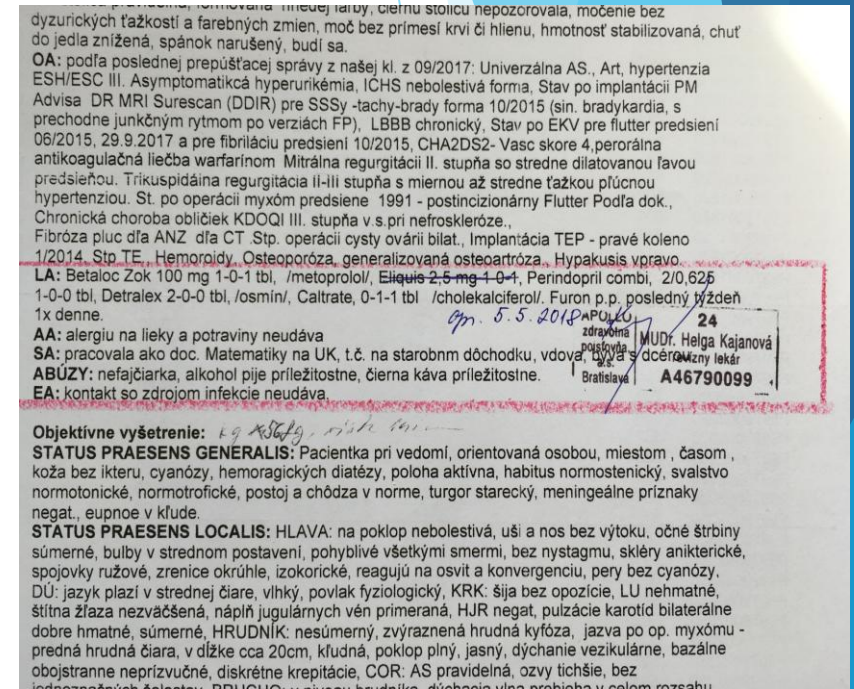 dyzurických ťažkostí a farebných zmien, moč bez prímesí krvi či hlienu, hmotnosť stabilizovaná, chuť
do jedla znížená, spánok narušený, budí sa.
OA: podľa poslednej prepúšťacej správy z našej kl. z 09/2017: Univerzálna AS., Art, hypertenzia
ESH/ESC III. Asymptomatikcá hyperurikémia, ICHS nebolestivá forma, Stav po implantácii PM
Advisa DR MRI Surescan (DDIR) pre SSSy -tachy-brady forma 10/2015 (sin. bradykardia, s
prechodne junkčným rytmom po verziách FP), LBBB chronický, Stav po EKV pre flutter predsiení
06/2015, 29.9.2017 a pre fibriláciu predsiení 10/2015, CHA2DS2- Vasc skore 4,perorálna
antikoagulačná liečba warfarínom Mitrálna regurgitácii II. stupňa so stredne dilatovanou ľavou
predsieňou. Trikuspidáina regurgitácia II-III stupňa s miernou až stredne ťažkou pľúcnou
hypertenziou. St. po operácii myxóm predsiene 1991 - postincizionárny Flutter Podľa dok.,
Chronická choroba obličiek KDOQI III. stupňa v.s.pri nefroskleróze.,
Fibróza pluc dľa ANZ dľa CT .Stp. operácii cysty ovárii bilat., Implantácia TEP - pravé koleno
1/2014, Stp TE, Hemoroidy, Osteoporóza, generalizovaná osteoartróza, Hypakusis vpravo
LA: Betaloc Zok 100 mg 1-0-1 tbl, /metoprolol/, Eliquis 2,5 mg 1-0-1, Perindopril combi, 2/0,625
1-0-0 tbl, Detralex 2-0-0 tbl, /osmín/, Caltrate, 0-1-1 tbl /cholekalciferol/. Furon p.p. posledný týždeň
1x denne.
5.5.2018
APOLLO
zdravotná
poisťovňa
a.s.
Bratislava
24
MUDr. Helga Kajanová
revízny lekár
A46790099
AA: alergiu na lieky a potraviny neudáva
SA: pracovala ako doc. Matematiky na UK, t.č. na starobnm dôchodku, vdova, býva s dcérou
ABÚZY: nefajčiarka, alkohol pije príležitostne, čierna káva príležitostne.
EA: kontakt so zdrojom infekcie neudáva,
Objektívne vyšetrenie:
STATUS PRAESENS GENERALIS: Pacientka pri vedomí, orientovaná osobou, miestom , časom ,
koža bez ikteru, cyanózy, hemoragických diatéz, poloha aktívna, habitus normostenický, svalstvo
normotonické, normotrofické, postoj a chôdza v norme, turgor starecký, meningeálne príznaky
negat., eupnoe v kľude.
STATUS PRAESENS LOCALIS: HLAVA: na poklop nebolestivá, uši a nos bez výtoku, očné štrbiny
súmerné, bulby v strednom postavení, pohyblivé všetkými smermi, bez nystagmu, skléry anikterické,
spojovky ružové, zrenice okrúhle, izokorické, reagujú na osvit a konvergenciu, pery bez cyanózy,
DÚ: jazyk plazí v strednej čiare, vlhký, povlak fyziologický, KRK: šija bez opozície, LU nehmatné,
štítna žľaza nezväčšená, náplň jugulárnych vén primeraná, HJR negat, pulzácie karotíd bilaterálne
dobre hmatné, súmerné, HRUDNÍK: nesúmerný, zvýraznená hrudná kyfóza, jazva po op. myxómu -
predná hrudná čiara, v dĺžke cca 20cm, kľudná, poklop plný, jasný, dýchanie vezikulárne, bazálne
obojstranne neprízvučné, diskrétne krepitácie, COR: AS pravidelná, ozvy tichšie, bez